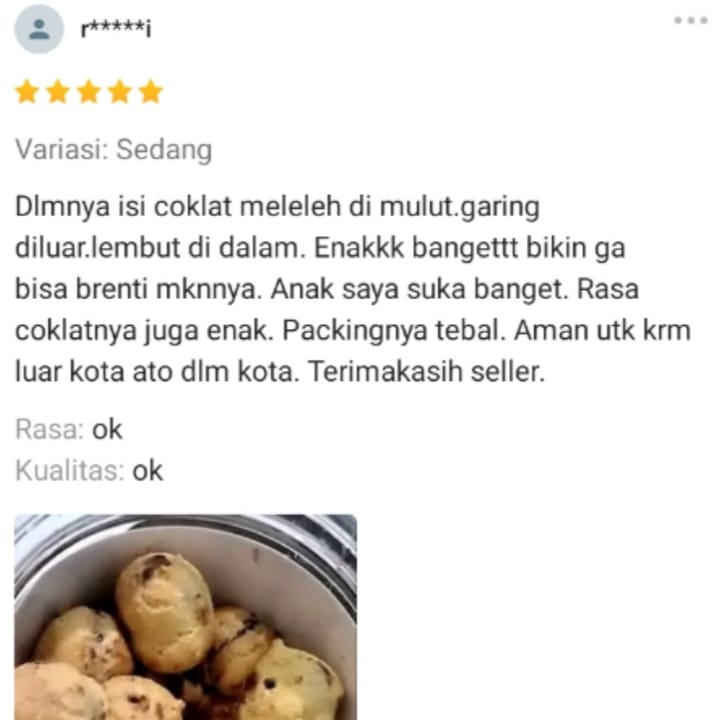 r*****i
Variasi: Sedang
Dlmnya isi coklat meleleh di mulut.garing
diluar.lembut di dalam. Enakkk bangettt bikin ga
bisa brenti mknnya. Anak saya suka banget. Rasa
coklatnya juga enak. Packingnya tebal. Aman utk krm
luar kota ato dlm kota. Terimakasih seller.
Rasa: ok
Kualitas: ok